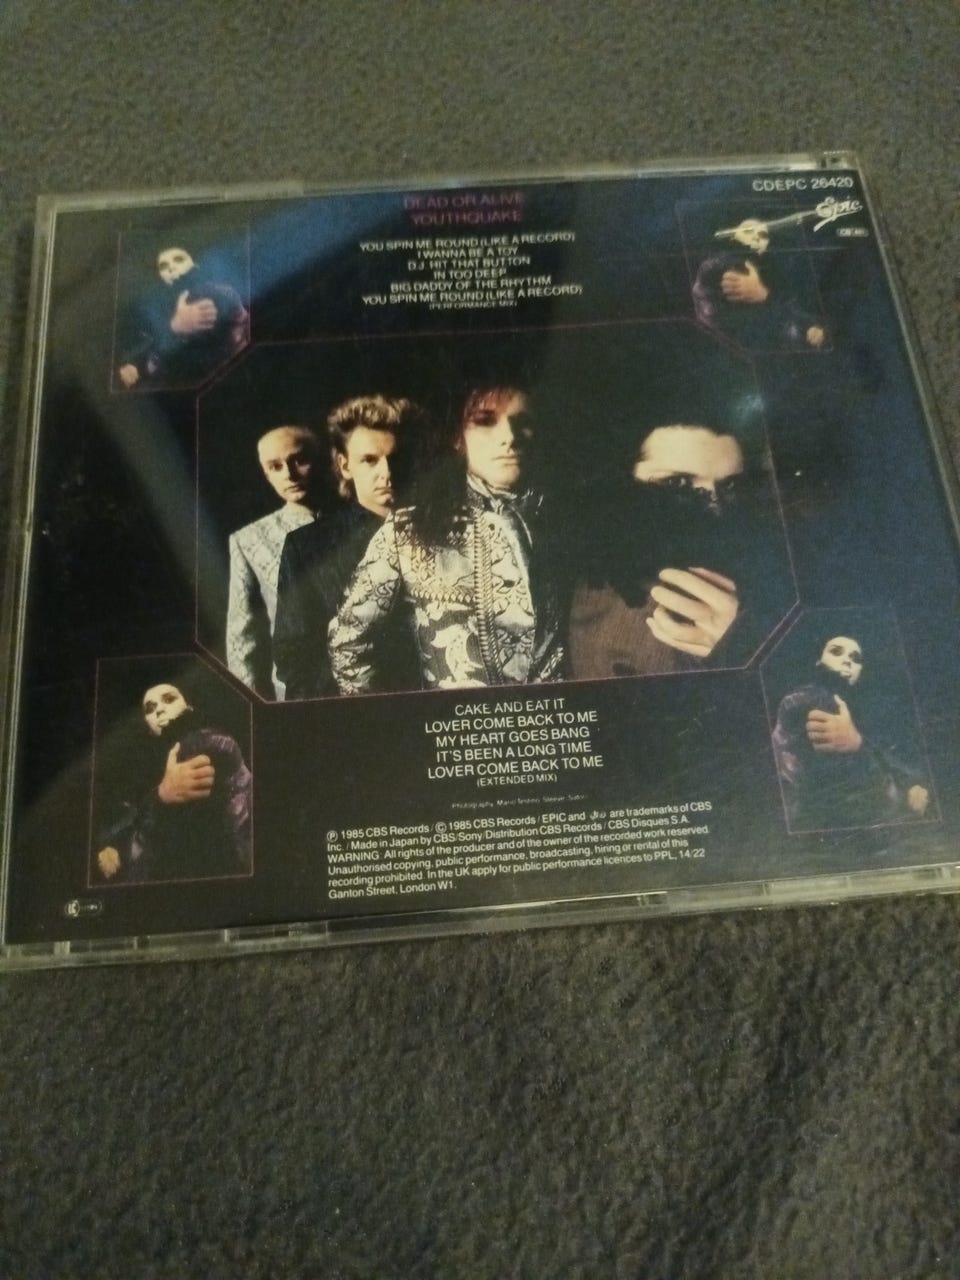 CDEPC 26420
Epic
DEAD OR ALIVE
YOUTHQUAKE
YOU SPIN ME ROUND (LIKE A RECORD)
I WANNA BE A TOY
D.J. HIT THAT BUTTON
IN TOO DEEP
BIG DADDY OF THE RHYTHM
YOU SPIN ME ROUND (LIKE A RECORD)
(PERFORMANCE MIX)
CAKE AND EAT IT
LOVER COME BACK TO ME
MY HEART GOES BANG
IT'S BEEN A LONG TIME
LOVER COME BACK TO ME
(EXTENDED MIX)
Photography: Mario Testino. Sleeve:
Ⓟ 1985 CBS Records / © 1985 CBS Records / EPIC and are trademarks of CBS
Inc. / Made in Japan by CBS/Sony/Distribution CBS Records / CBS Disques S.A.
WARNING: All rights of the producer and of the owner of the recorded work reserved.
Unauthorised copying, public performance, broadcasting, hiring or rental of this
recording prohibited. In the UK apply for public performance licences to PPL, 14/22
Ganton Street, London W1.